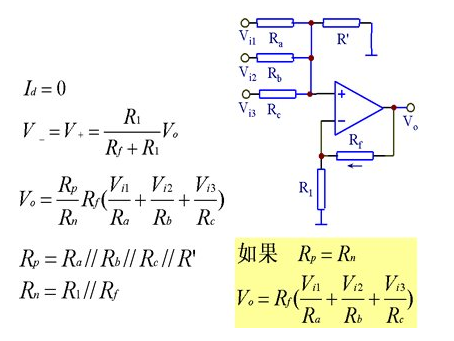 V_{i1} R_a R'
V_{i2} R_b
V_{i3} R_c + V_o
− R_f
R_1
I_d = 0
V_- = V_+ = \frac{R_1}{R_f + R_1} V_o
V_o = \frac{R_p}{R_n} R_f (\frac{V_{i1}}{R_a} + \frac{V_{i2}}{R_b} + \frac{V_{i3}}{R_c})
R_p = R_a // R_b // R_c // R'
R_n = R_1 // R_f
如果 R_p = R_n
V_o = R_f (\frac{V_{i1}}{R_a} + \frac{V_{i2}}{R_b} + \frac{V_{i3}}{R_c})